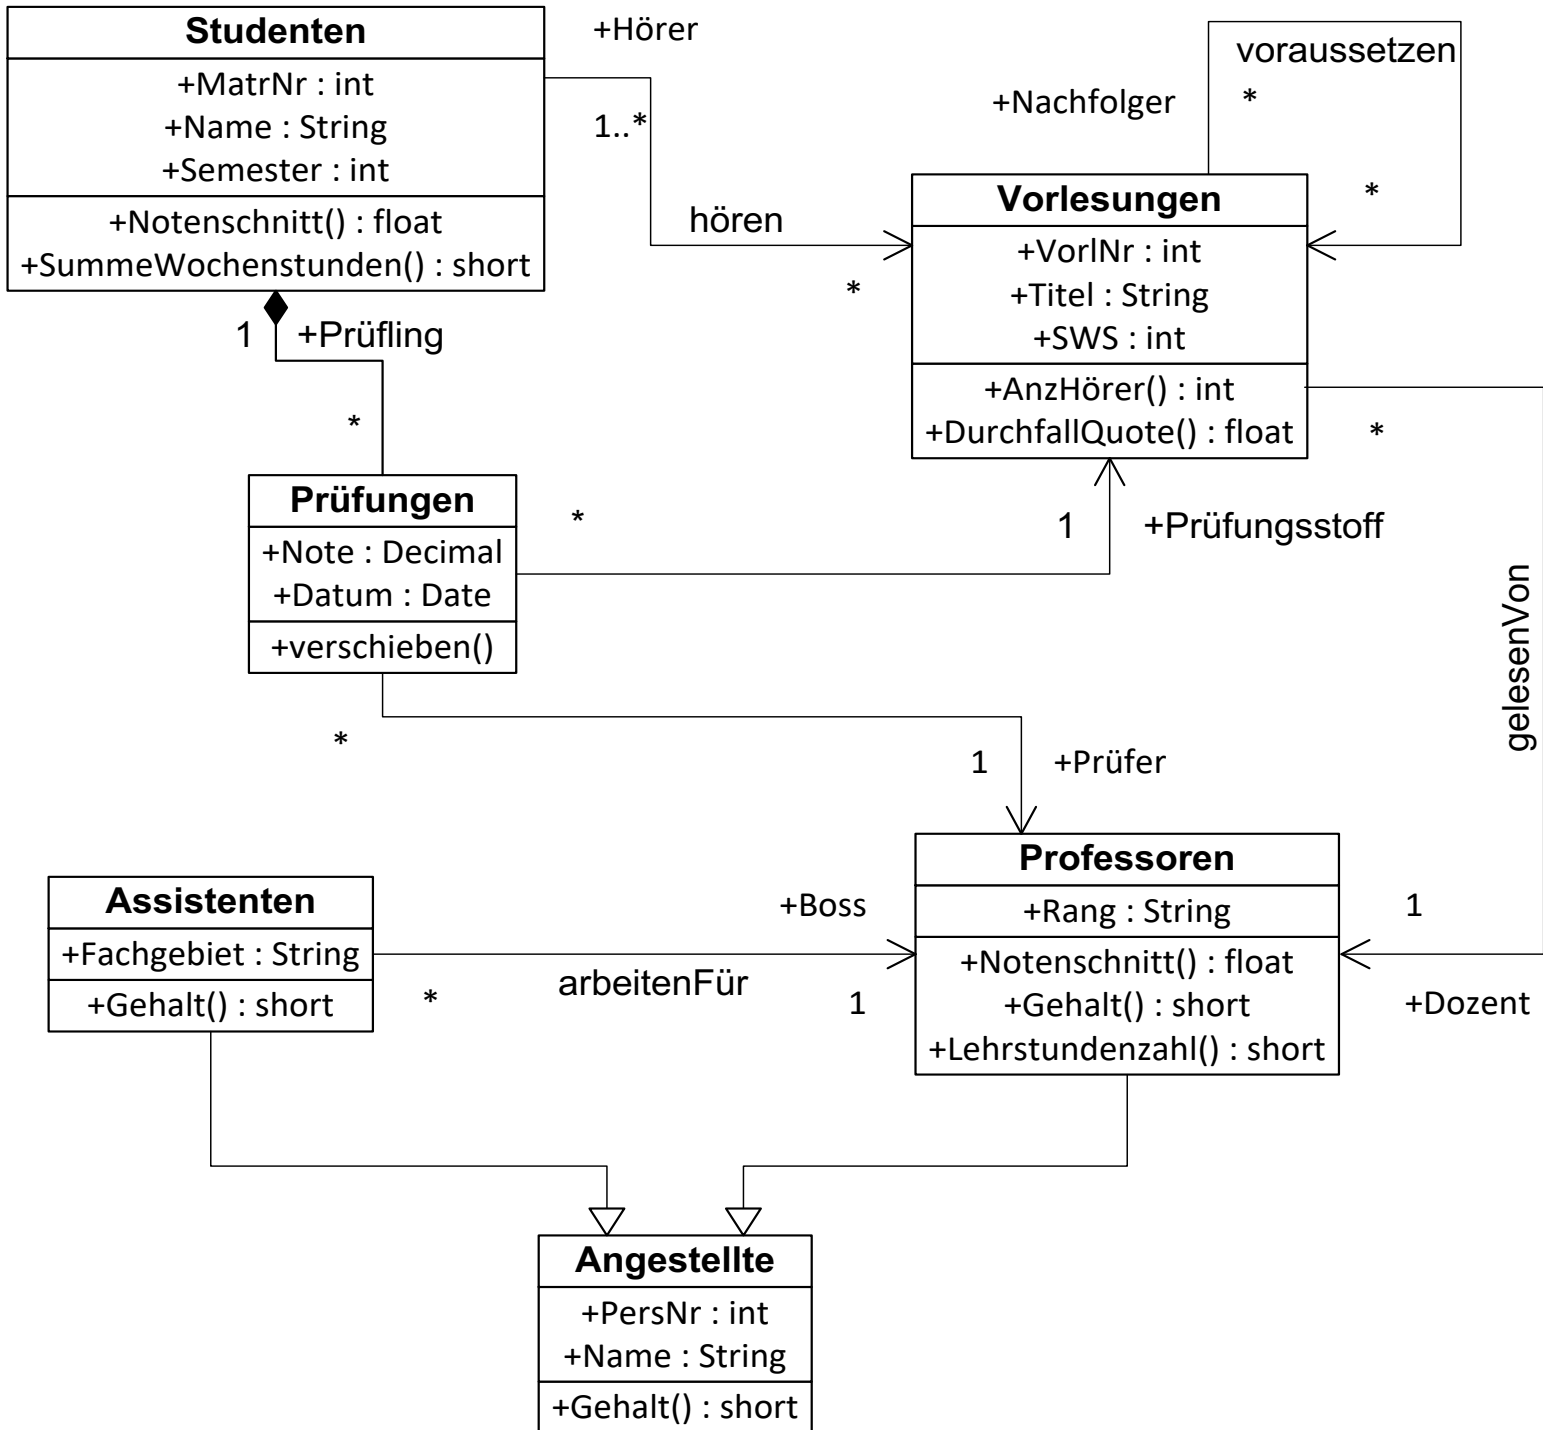 Studenten
+MatrNr : int
+Name : String
+Semester : int
+Notenschnitt() : float
+SummeWochenstunden() : short
+Hörer
1..*
hören
*
voraussetzen
+Nachfolger
*
*
Vorlesungen
+VorlNr : int
+Titel : String
+SWS : int
+AnzHörer() : int
+DurchfallQuote() : float
*
1
+Prüfling
*
Prüfungen
+Note : Decimal
+Datum : Date
+verschieben()
*
1
+Prüfungsstoff
gelesenVon
*
1
+Prüfer
Professoren
+Rang : String
+Notenschnitt() : float
+Gehalt() : short
+Lehrstundenzahl() : short
1
+Dozent
Assistenten
+Fachgebiet : String
+Gehalt() : short
+Boss
*
arbeitenFür
1
Angestellte
+PersNr : int
+Name : String
+Gehalt() : short